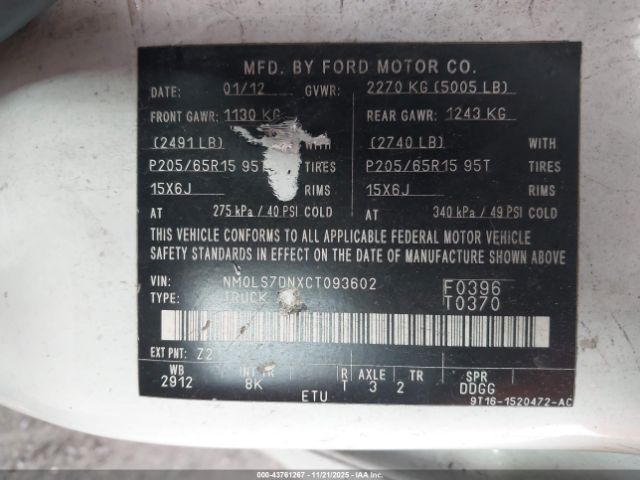 MFD. BY FORD MOTOR CO.
DATE: 01/12 GVWR: 2270 KG (5005 LB)
FRONT GAWR: 1130 KG REAR GAWR: 1243 KG
(2491 LB) WITH (2740 LB) WITH
P205/65R15 95T TIRES P205/65R15 95T TIRES
15X6J RIMS 15X6J RIMS
AT 275 kPa / 40 PSI COLD AT 340 kPa / 49 PSI COLD
THIS VEHICLE CONFORMS TO ALL APPLICABLE FEDERAL MOTOR VEHICLE
SAFETY STANDARDS IN EFFECT ON THE DATE OF MANUFACTURE SHOWN ABOVE.
VIN: NM0LS7DNXCT093602 F0396
TYPE: TRUCK T0370
EXT PNT: Z2
WB INT TR R AXLE TR SPR
2912 8K T 3 2 DDGG
ETU 9T16-1520472-AC
000-43761267 - 11/21/2025 - IAAI.CA